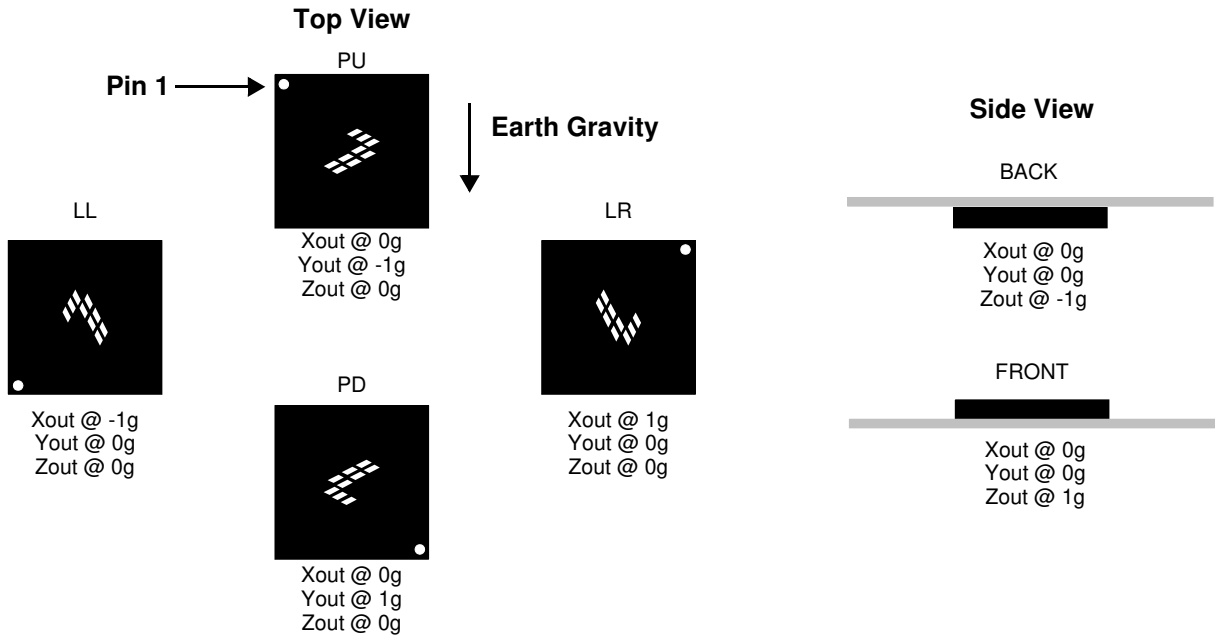 Top View
PU
Pin 1
Earth Gravity
Xout @ 0g
Yout @ -1g
Zout @ 0g
LL
Xout @ -1g
Yout @ 0g
Zout @ 0g
LR
Xout @ 1g
Yout @ 0g
Zout @ 0g
PD
Xout @ 0g
Yout @ 1g
Zout @ 0g
Side View
BACK
Xout @ 0g
Yout @ 0g
Zout @ -1g
FRONT
Xout @ 0g
Yout @ 0g
Zout @ 1g